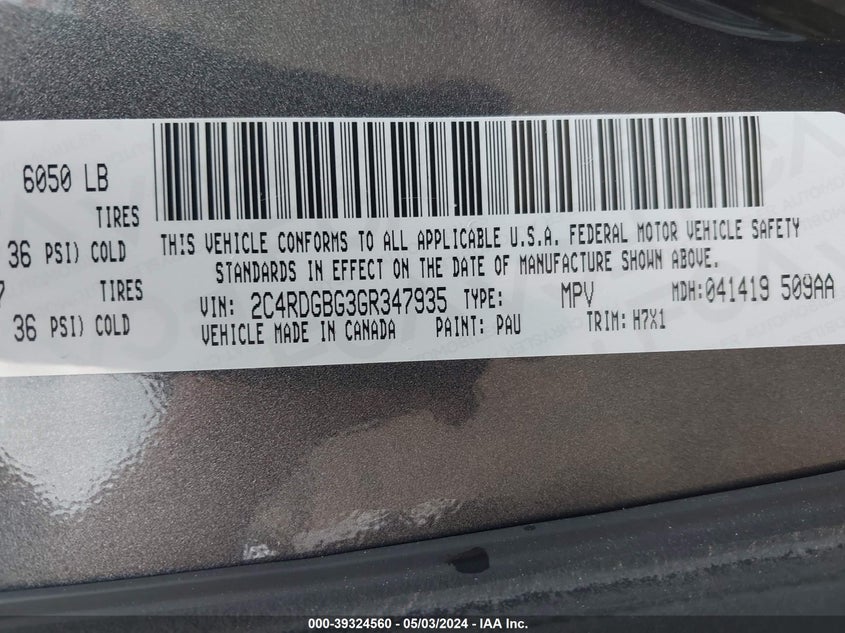 6050 LB
TIRES
36 PSI) COLD
THIS VEHICLE CONFORMS TO ALL APPLICABLE U.S.A. FEDERAL MOTOR VEHICLE SAFETY
STANDARDS IN EFFECT ON THE DATE OF MANUFACTURE SHOWN ABOVE.
7 TIRES
36 PSI) COLD
VIN: 2C4RDGBG3GR347935 TYPE: MPV MDH:041419 509AA
VEHICLE MADE IN CANADA PAINT: PAU TRIM: H7X1
000-39324560 - 05/03/2024 - IAA Inc.